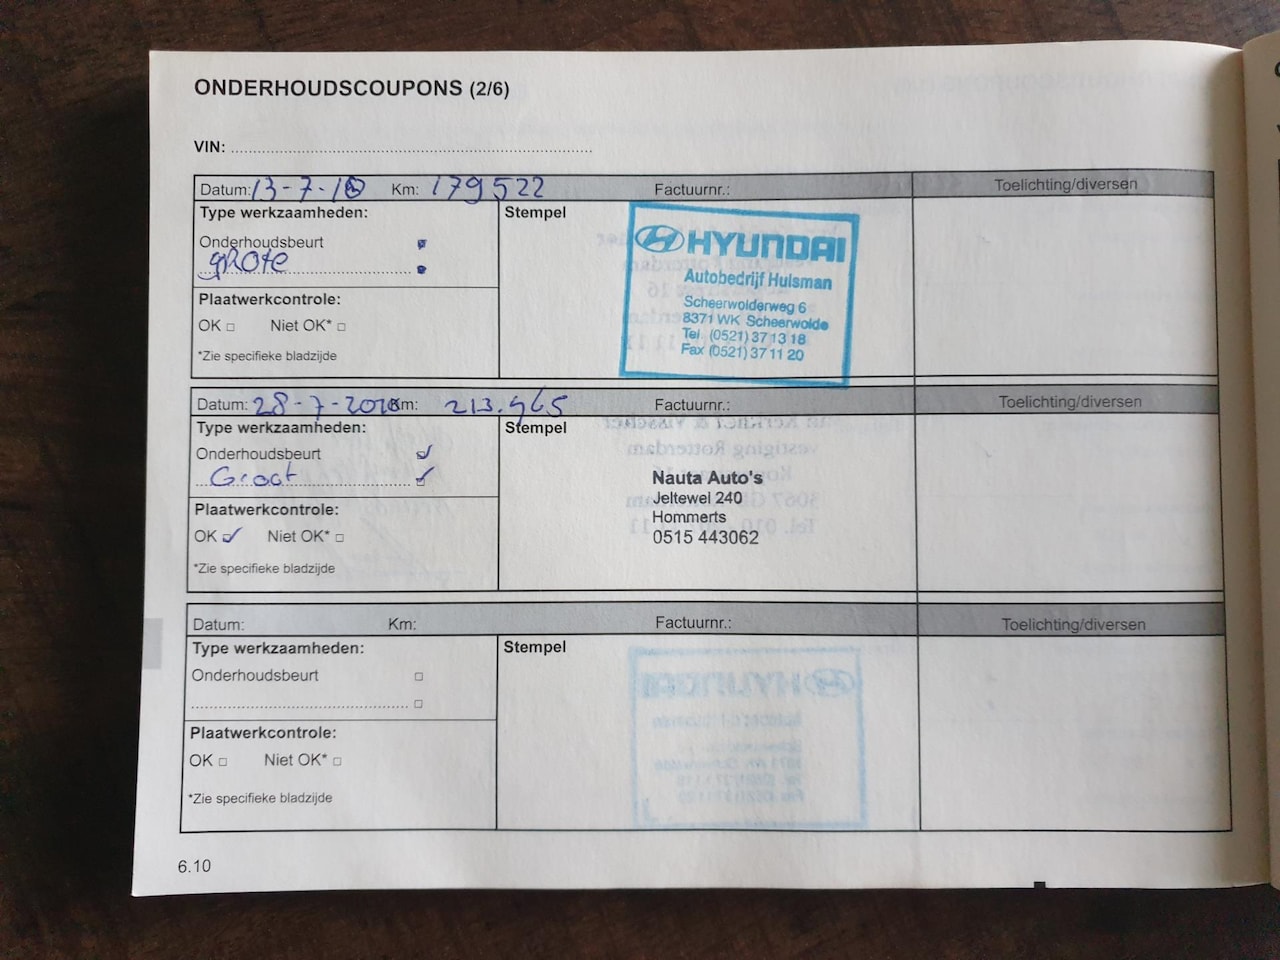 ONDERHOUDSCOUPONS (2/6)
VIN:
Datum: 13-7-18 Km: 179522 Factuurnr.: Toelichting/diversen
Type werkzaamheden:
Onderhoudsbeurt
grote
Plaatwerkcontrole:
OK Niet OK*
*Zie specifieke bladzijde
Stempel
HYUNDAI
Autobedrijf Hulsman
Scheerwolderweg 6
8371 WK Scheerwolde
Tel. (0521) 37 13 18
Fax (0521) 37 11 20
Datum: 28-7-2020 Km: 213.465 Factuurnr.: Toelichting/diversen
Type werkzaamheden:
Onderhoudsbeurt
Groot
Plaatwerkcontrole:
OK Niet OK*
*Zie specifieke bladzijde
Stempel
Nauta Auto's
Jeltewel 240
Hommerts
0515 443062
Datum: Km: Factuurnr.: Toelichting/diversen
Type werkzaamheden:
Onderhoudsbeurt
Plaatwerkcontrole:
OK Niet OK*
*Zie specifieke bladzijde
Stempel
6.10